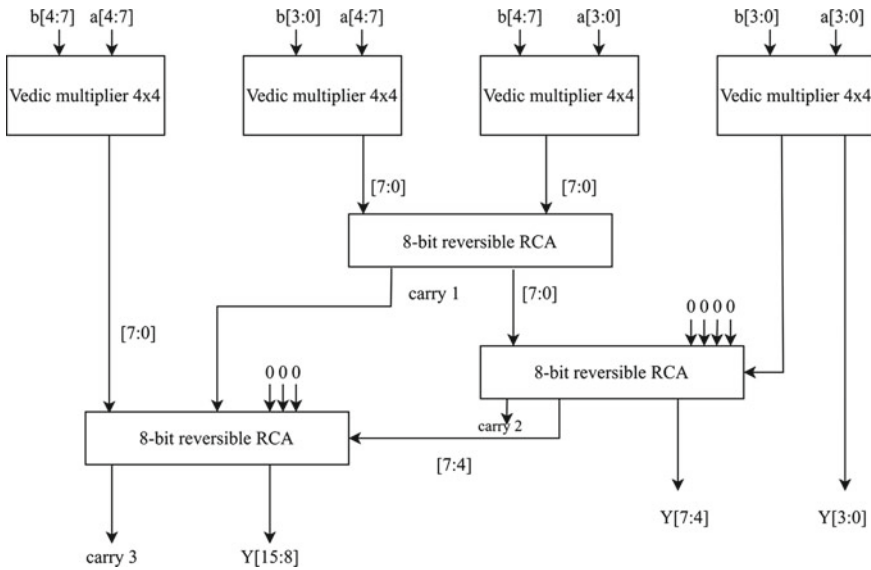 b[4:7] a[4:7] b[3:0] a[4:7] b[4:7] a[3:0] b[3:0] a[3:0]
Vedic multiplier 4x4 Vedic multiplier 4x4 Vedic multiplier 4x4 Vedic multiplier 4x4
[7:0] [7:0]
8-bit reversible RCA
carry 1 [7:0]
0 0 0 0
[7:0]
8-bit reversible RCA
0 0 0
carry 2
8-bit reversible RCA
[7:4]
Y[7:4] Y[3:0]
carry 3 Y[15:8]